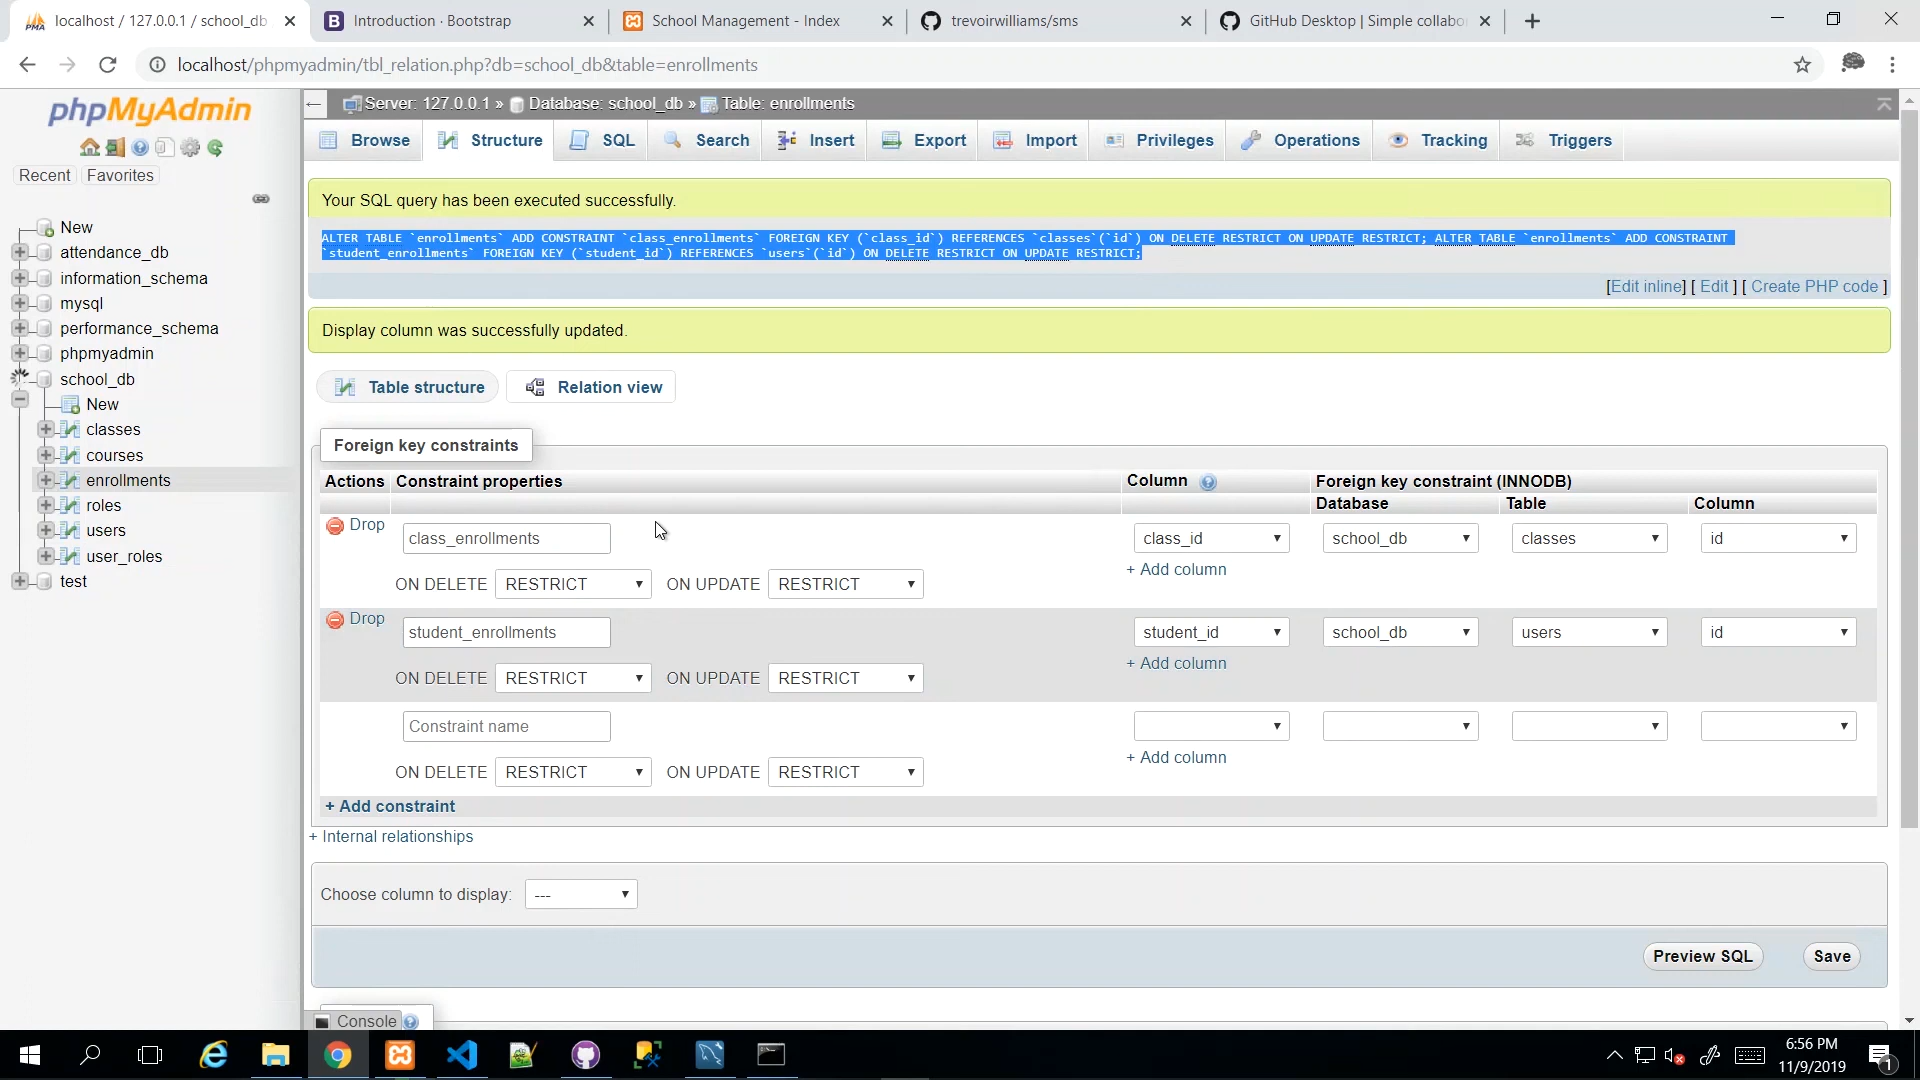 localhost / 127.0.0.1 / school_db
Introduction · Bootstrap
School Management - Index
trevoirwilliams/sms
GitHub Desktop | Simple collabo
localhost/phpmyadmin/tbl_relation.php?db=school_db&table=enrollments
phpMyAdmin
Server: 127.0.0.1 » Database: school_db » Table: enrollments
Browse Structure SQL Search Insert Export Import Privileges Operations Tracking Triggers
Recent Favorites
Your SQL query has been executed successfully.
ALTER TABLE `enrollments` ADD CONSTRAINT `class_enrollments` FOREIGN KEY (`class_id`) REFERENCES `classes`(`id`) ON DELETE RESTRICT ON UPDATE RESTRICT; ALTER TABLE `enrollments` ADD CONSTRAINT
`student_enrollments` FOREIGN KEY (`student_id`) REFERENCES `users`(`id`) ON DELETE RESTRICT ON UPDATE RESTRICT;
[Edit inline] [ Edit ] [ Create PHP code ]
Display column was successfully updated.
New
attendance_db
information_schema
mysql
performance_schema
phpmyadmin
school_db
New
classes
courses
enrollments
roles
users
user_roles
test
Table structure Relation view
Foreign key constraints
Actions Constraint properties Column Foreign key constraint (INNODB)
Database Table Column
Drop class_enrollments class_id school_db classes id
+ Add column
ON DELETE RESTRICT ON UPDATE RESTRICT
Drop student_enrollments student_id school_db users id
+ Add column
ON DELETE RESTRICT ON UPDATE RESTRICT
Constraint name
+ Add column
ON DELETE RESTRICT ON UPDATE RESTRICT
+ Add constraint
+ Internal relationships
Choose column to display: ---
Preview SQL Save
Console
6:56 PM
11/9/2019
1